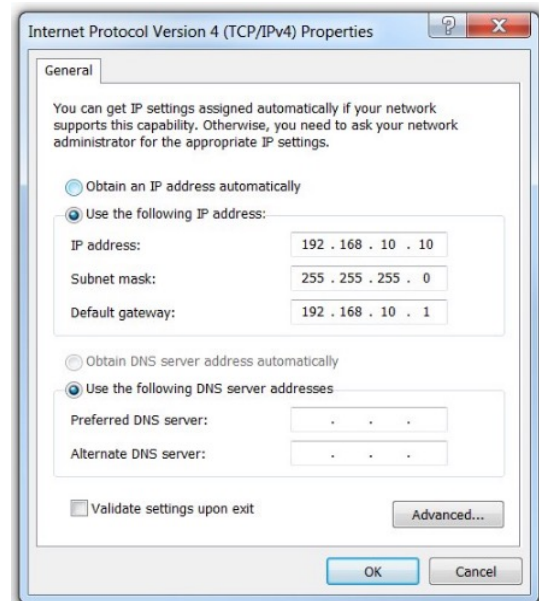 Internet Protocol Version 4 (TCP/IPv4) Properties
General
You can get IP settings assigned automatically if your network
supports this capability. Otherwise, you need to ask your network
administrator for the appropriate IP settings.
Obtain an IP address automatically
Use the following IP address:
IP address: 192 . 168 . 10 . 10
Subnet mask: 255 . 255 . 255 . 0
Default gateway: 192 . 168 . 10 . 1
Obtain DNS server address automatically
Use the following DNS server addresses
Preferred DNS server: . . .
Alternate DNS server: . . .
Validate settings upon exit
Advanced...
OK Cancel